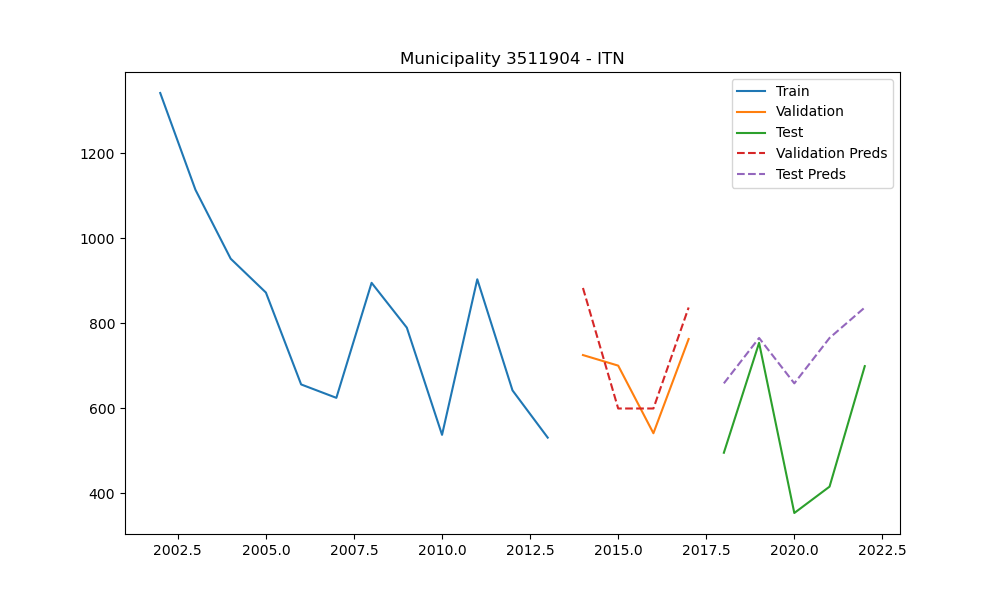 Municipality 3511904 - ITN
Train
Validation
Test
Validation Preds
Test Preds
1200
1000
800
600
400
2002.5 2005.0 2007.5 2010.0 2012.5 2015.0 2017.5 2020.0 2022.5